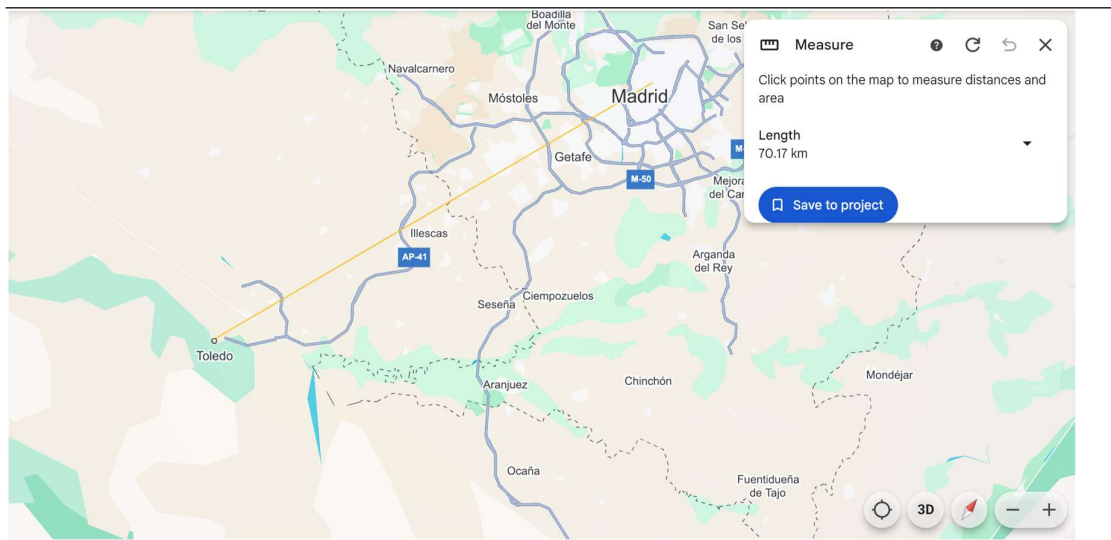 Boadilla
del Monte
San Se
de los
Navalcarnero
Móstoles
Madrid
Getafe
M-50
M-
Mejora
del Ca
Illescas
AP-41
Arganda
del Rey
Seseña
Ciempozuelos
Toledo
Aranjuez
Chinchón
Mondéjar
Ocaña
Fuentidueña
de Tajo
Measure
?
Click points on the map to measure distances and
area
Length
70.17 km
Save to project
3D